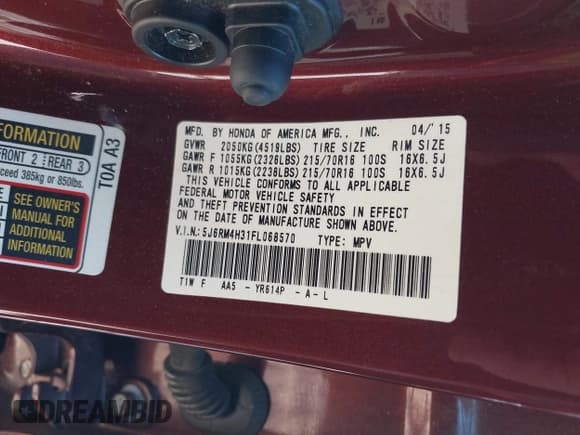 FORMATION
FRONT 2 REAR 3
ceed 385kg or 850lbs.
SEE OWNER'S
MANUAL FOR
ADDITIONAL
INFORMATION
T0A A3
MFD. BY HONDA OF AMERICA MFG., INC. 04/'15
GVWR 2050KG(4519LBS) TIRE SIZE RIM SIZE
GAWR F 1055KG(2326LBS) 215/70R16 100S 16X6.5J
GAWR R 1015KG(2238LBS) 215/70R16 100S 16X6.5J
THIS VEHICLE CONFORMS TO ALL APPLICABLE
FEDERAL MOTOR VEHICLE SAFETY
AND THEFT PREVENTION STANDARDS IN EFFECT
ON THE DATE OF MANUFACTURE SHOWN ABOVE.
V.I.N.:5J6RM4H31FL068570 TYPE: MPV
T1W F AA5 - YR614P - A - L
DREAMBID